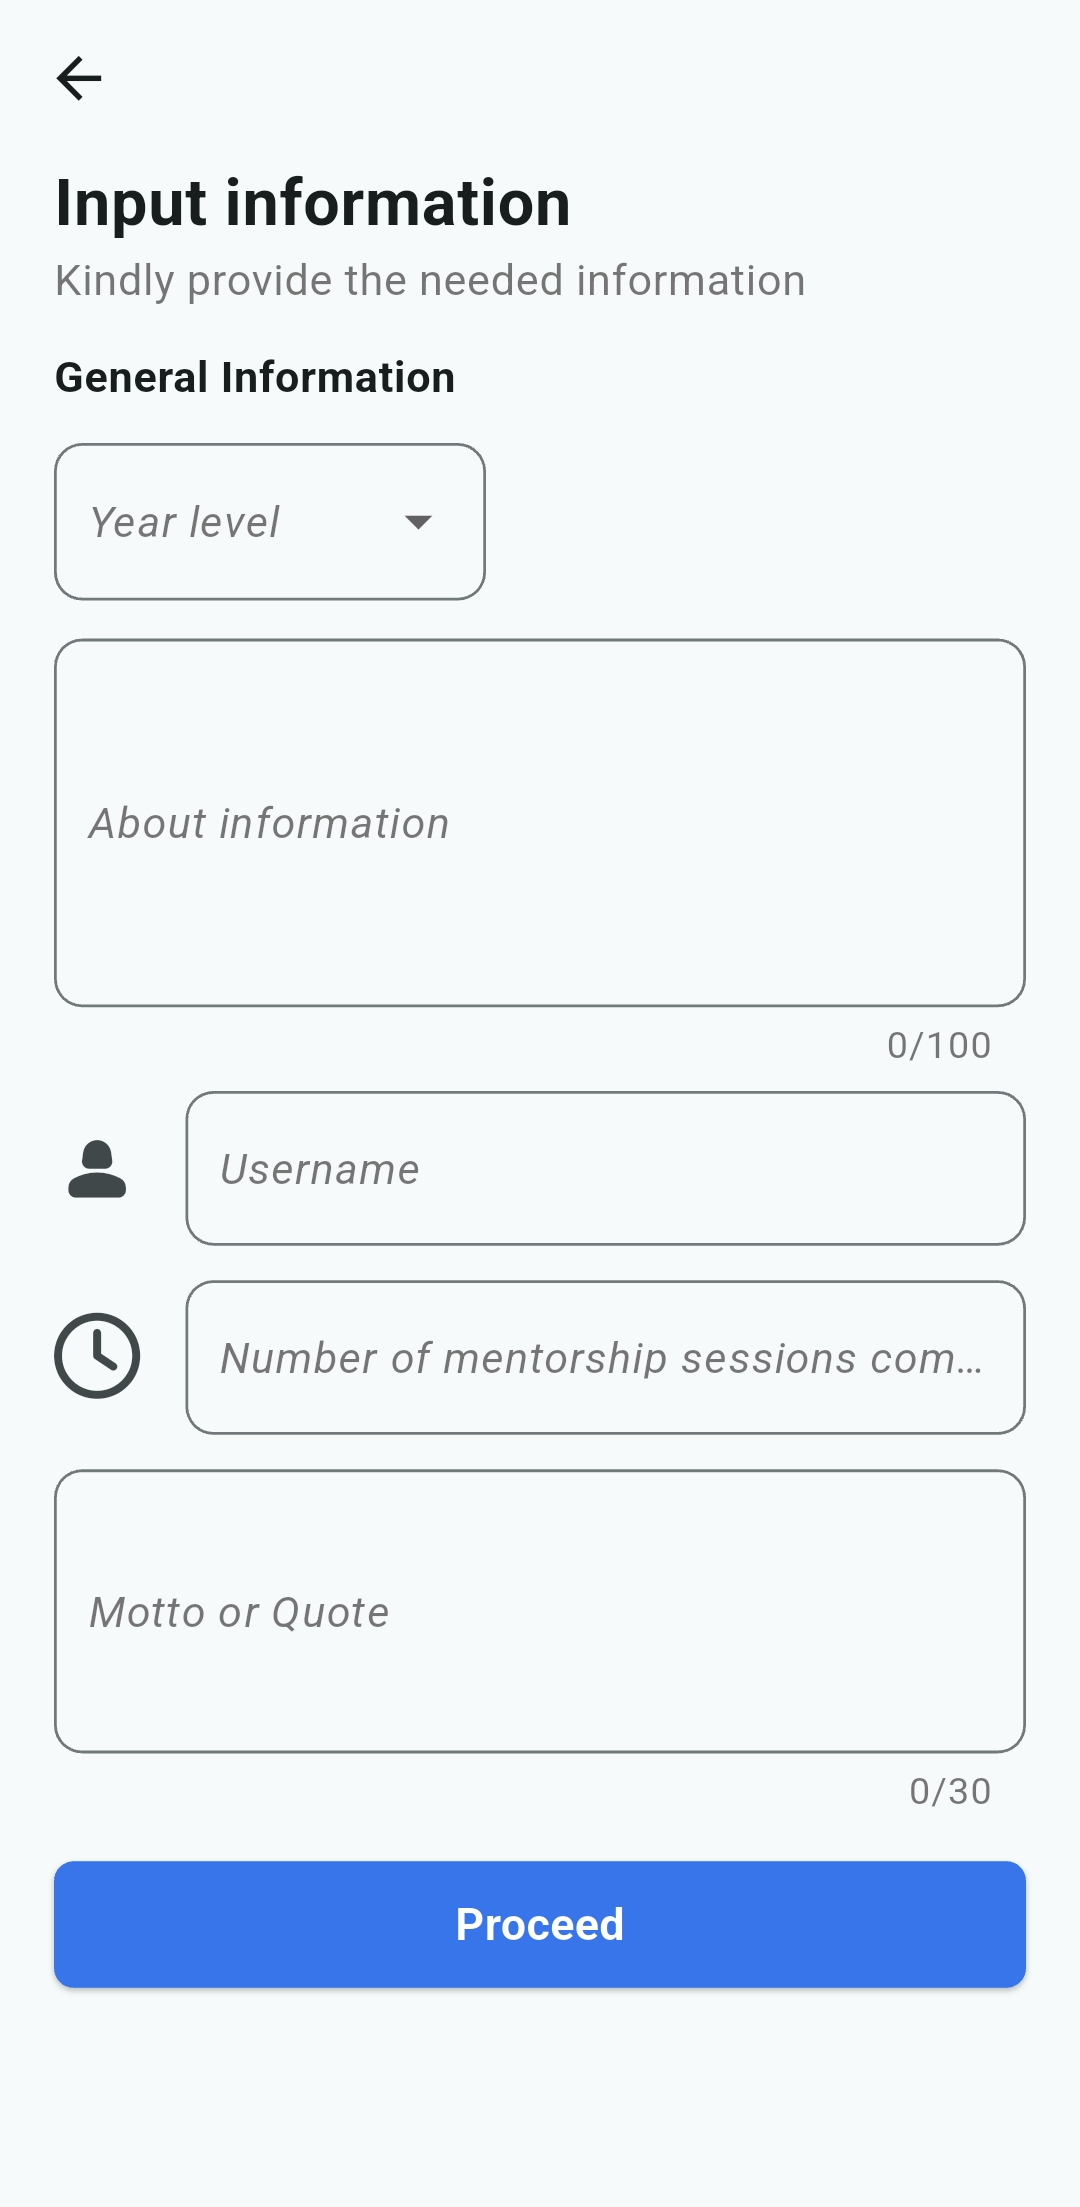 Input information
Kindly provide the needed information
General Information
Year level
About information
0/100
Username
Number of mentorship sessions com...
Motto or Quote
0/30
Proceed